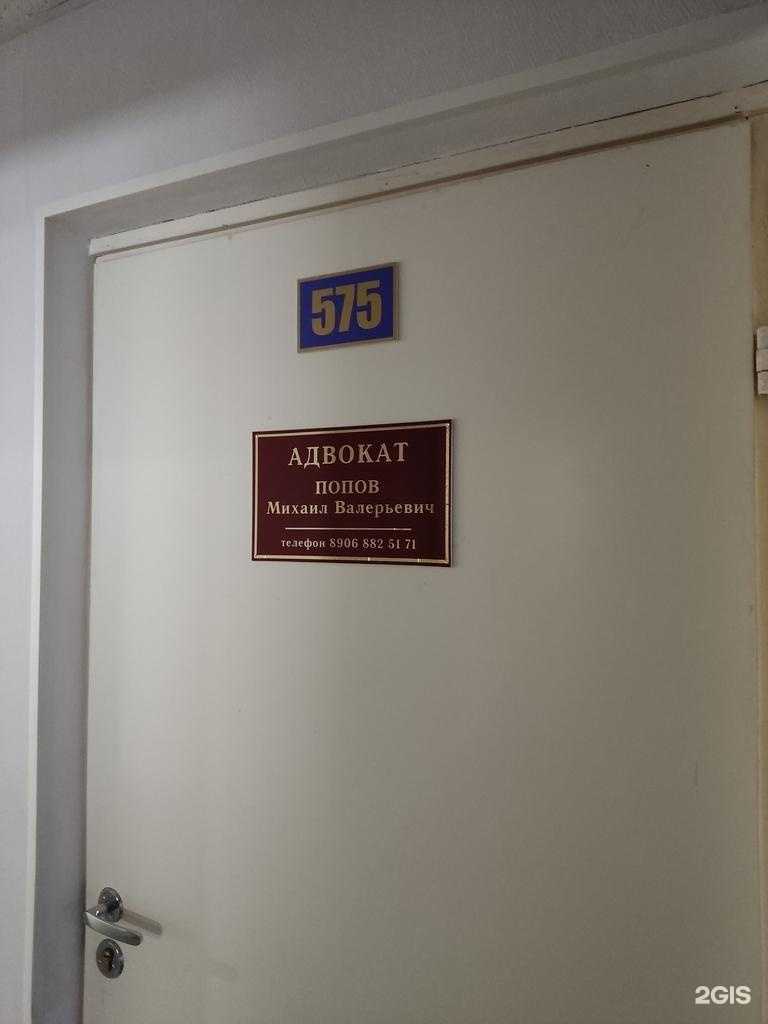 575
АДВОКАТ
ПОПОВ
Михаил Валерьевич
телефон 8906 882 51 71
2GIS